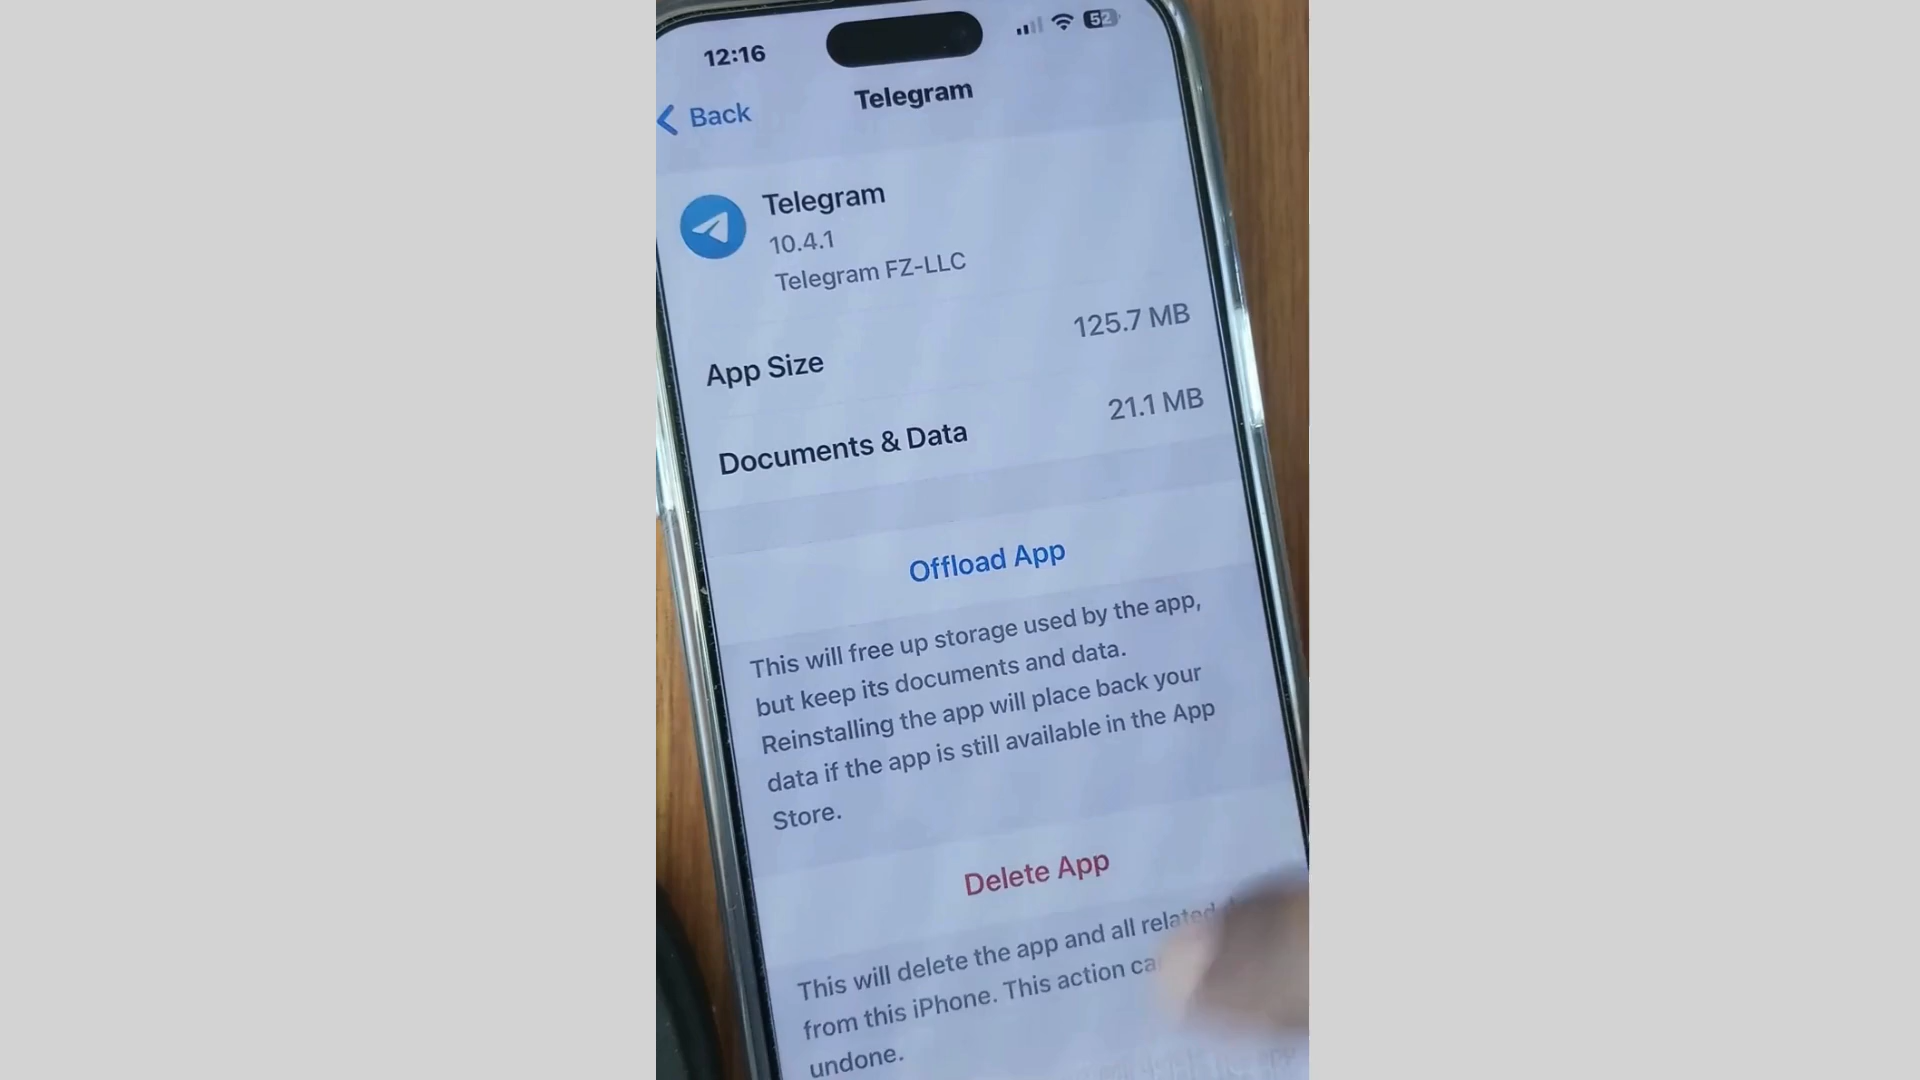 12:16
52
Back
Telegram
Telegram
10.4.1
Telegram FZ-LLC
App Size
125.7 MB
Documents & Data
21.1 MB
Offload App
This will free up storage used by the app,
but keep its documents and data.
Reinstalling the app will place back your
data if the app is still available in the App
Store.
Delete App
This will delete the app and all related
from this iPhone. This action
undone.